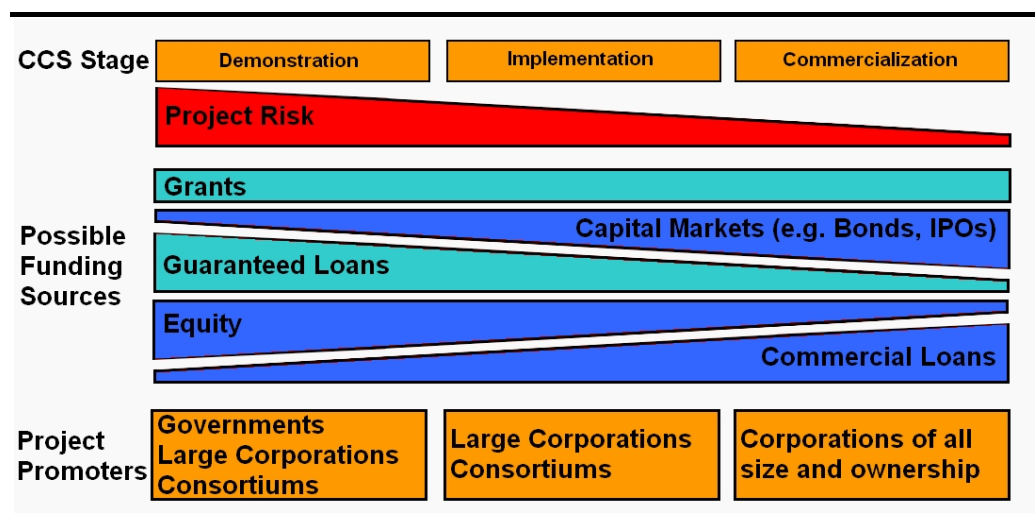 CCS Stage
Demonstration
Implementation
Commercialization
Project Risk
Grants
Possible
Funding
Sources
Capital Markets (e.g. Bonds, IPOs)
Guaranteed Loans
Equity
Commercial Loans
Project
Promoters
Governments
Large Corporations
Consortiums
Large Corporations
Consortiums
Corporations of all
size and ownership